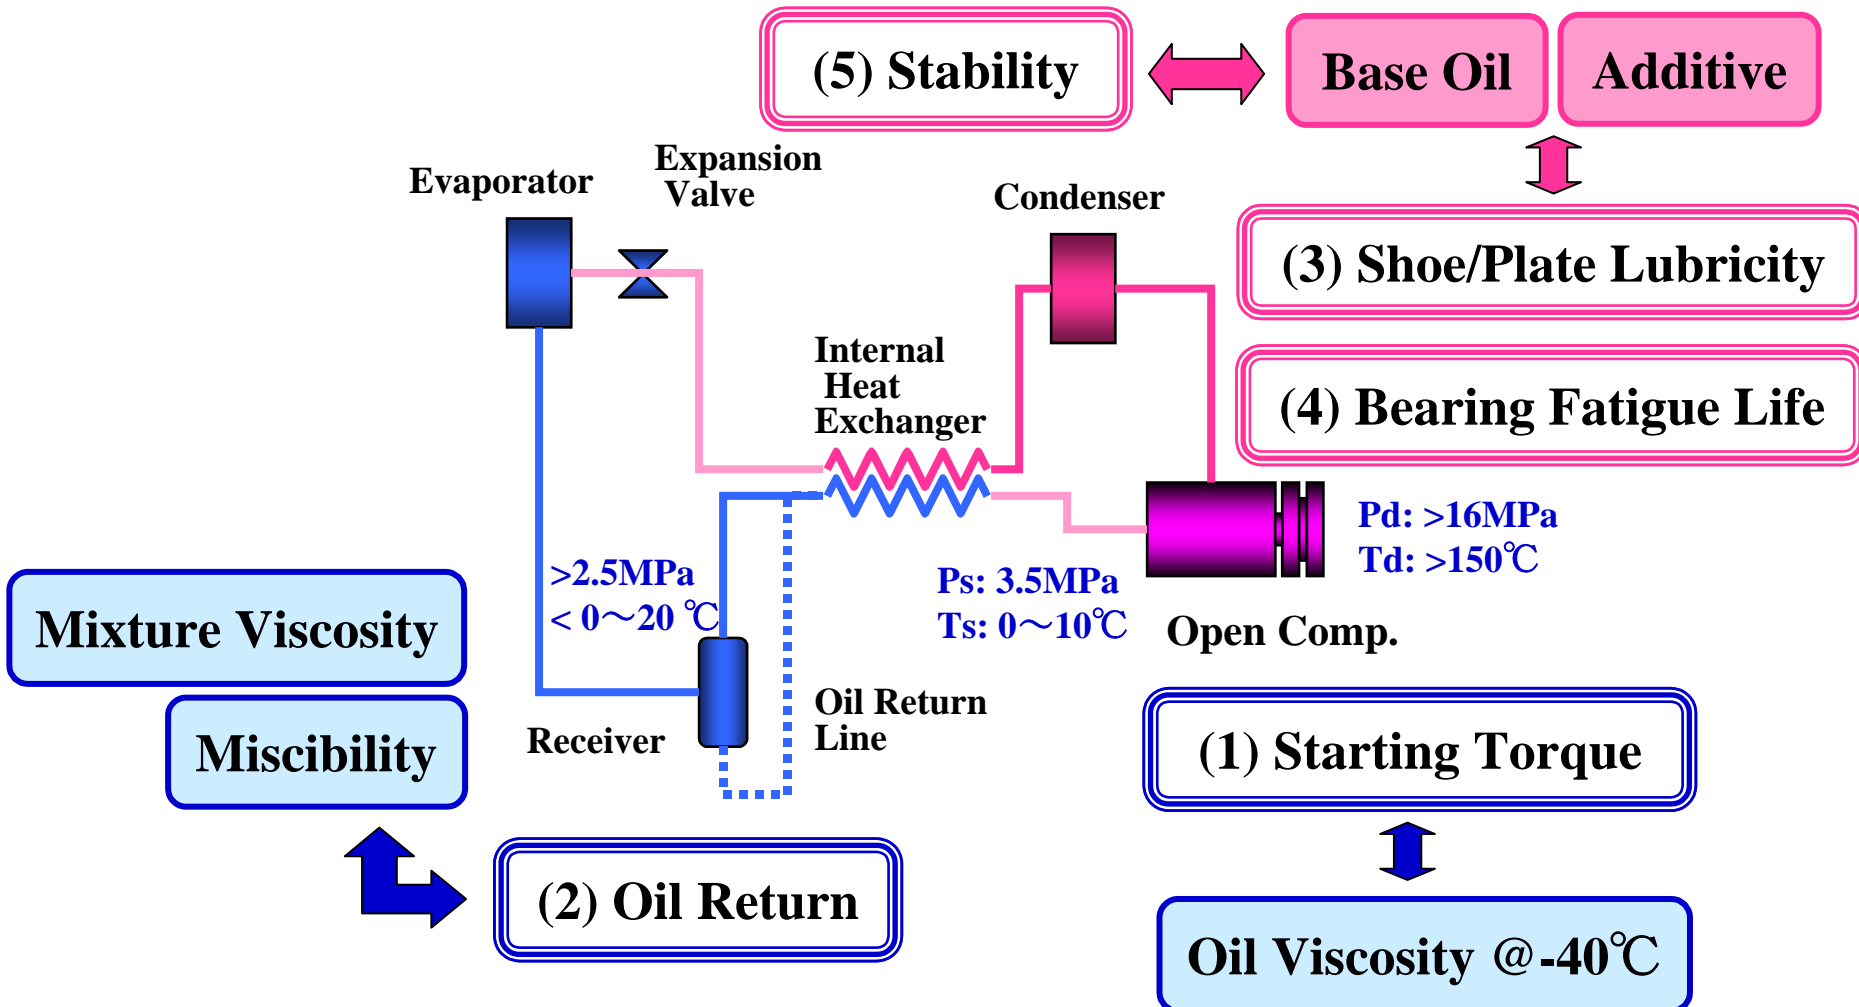 (5) Stability
Base Oil
Additive
Evaporator
Expansion
Valve
Condenser
(3) Shoe/Plate Lubricity
Internal
Heat
Exchanger
(4) Bearing Fatigue Life
Pd: >16MPa
Td: >150℃
>2.5MPa
< 0～20 ℃
Ps: 3.5MPa
Ts: 0～10℃
Open Comp.
Mixture Viscosity
Miscibility
Receiver
Oil Return
Line
(1) Starting Torque
(2) Oil Return
Oil Viscosity @-40℃